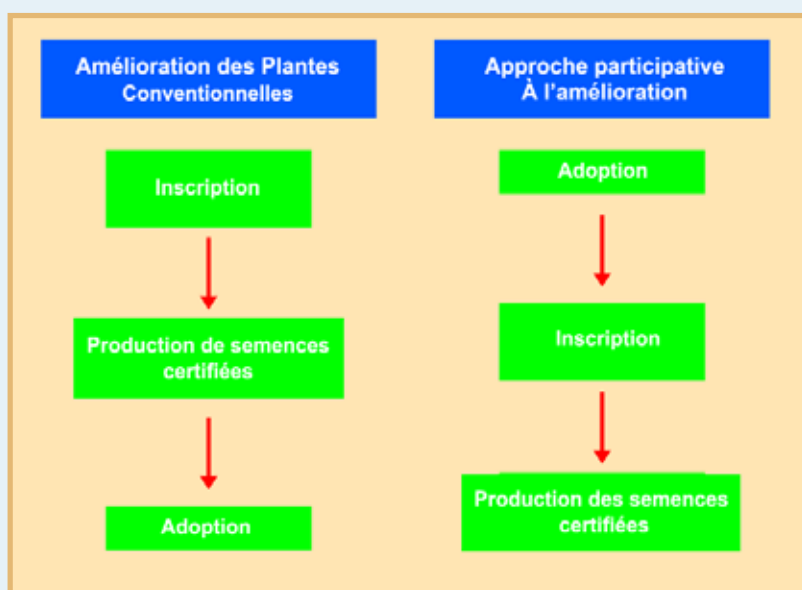 Amélioration des Plantes
Conventionnelles
Inscription
Production de semences
certifiées
Adoption
Approche participative
À l'amélioration
Adoption
Inscription
Production des semences
certifiées